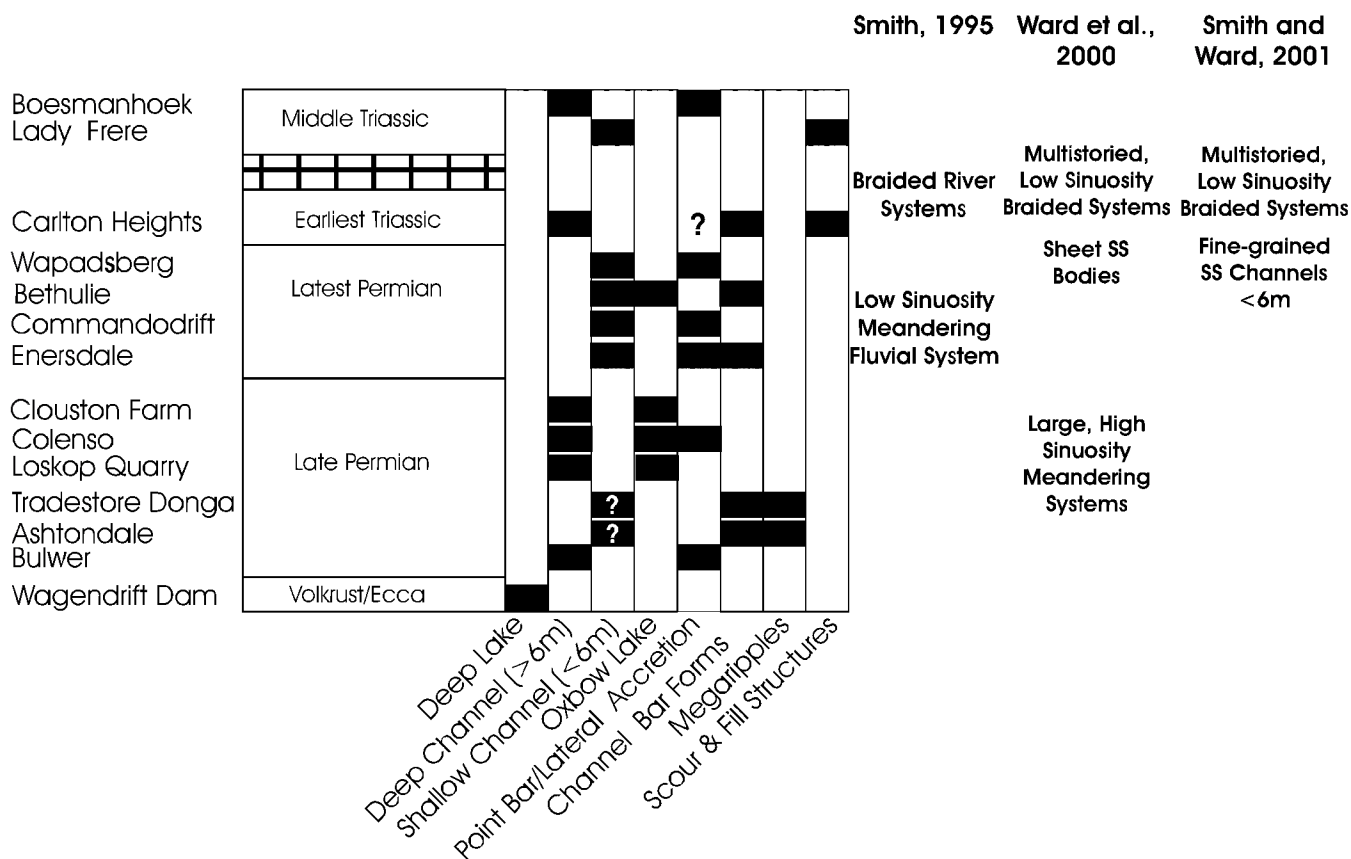 Smith, 1995
Ward et al.,
2000
Smith and
Ward, 2001
Boesmanhoek
Lady Frere
Carlton Heights
Wapadsberg
Bethulie
Commandodrift
Enersdale
Clouston Farm
Colenso
Loskop Quarry
Tradestore Donga
Ashtondale
Bulwer
Wagendrift Dam
Middle Triassic
Earliest Triassic
Latest Permian
Late Permian
Volkrust/Ecca
?
?
?
Braided River
Systems
Low Sinuosity
Meandering
Fluvial System
Multistoried,
Low Sinuosity
Braided Systems
Sheet SS
Bodies
Large, High
Sinuosity
Meandering
Systems
Multistoried,
Low Sinuosity
Braided Systems
Fine-grained
SS Channels
<6m
Deep Lake
Deep Channel (>6m)
Shallow Channel (<6m)
Oxbow Lake
Point Bar/Lateral Accretion
Channel Bar Forms
Megaripples
Scour & Fill Structures